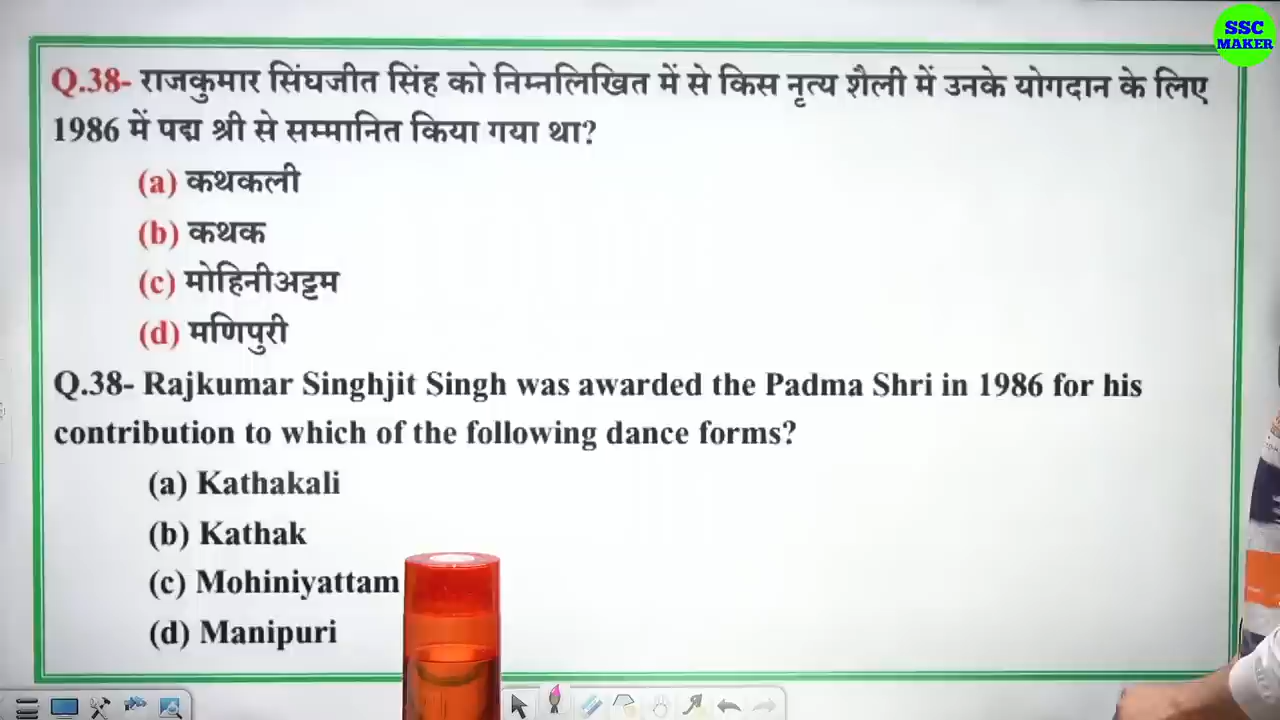 SSC
MAKER
Q.38- राजकुमार सिंघजीत सिंह को निम्नलिखित में से किस नृत्य शैली में उनके योगदान के लिए
1986 में पद्म श्री से सम्मानित किया गया था?
(a) कथकली
(b) कथक
(c) मोहिनीअट्टम
(d) मणिपुरी
Q.38- Rajkumar Singhjit Singh was awarded the Padma Shri in 1986 for his
contribution to which of the following dance forms?
(a) Kathakali
(b) Kathak
(c) Mohiniyattam
(d) Manipuri